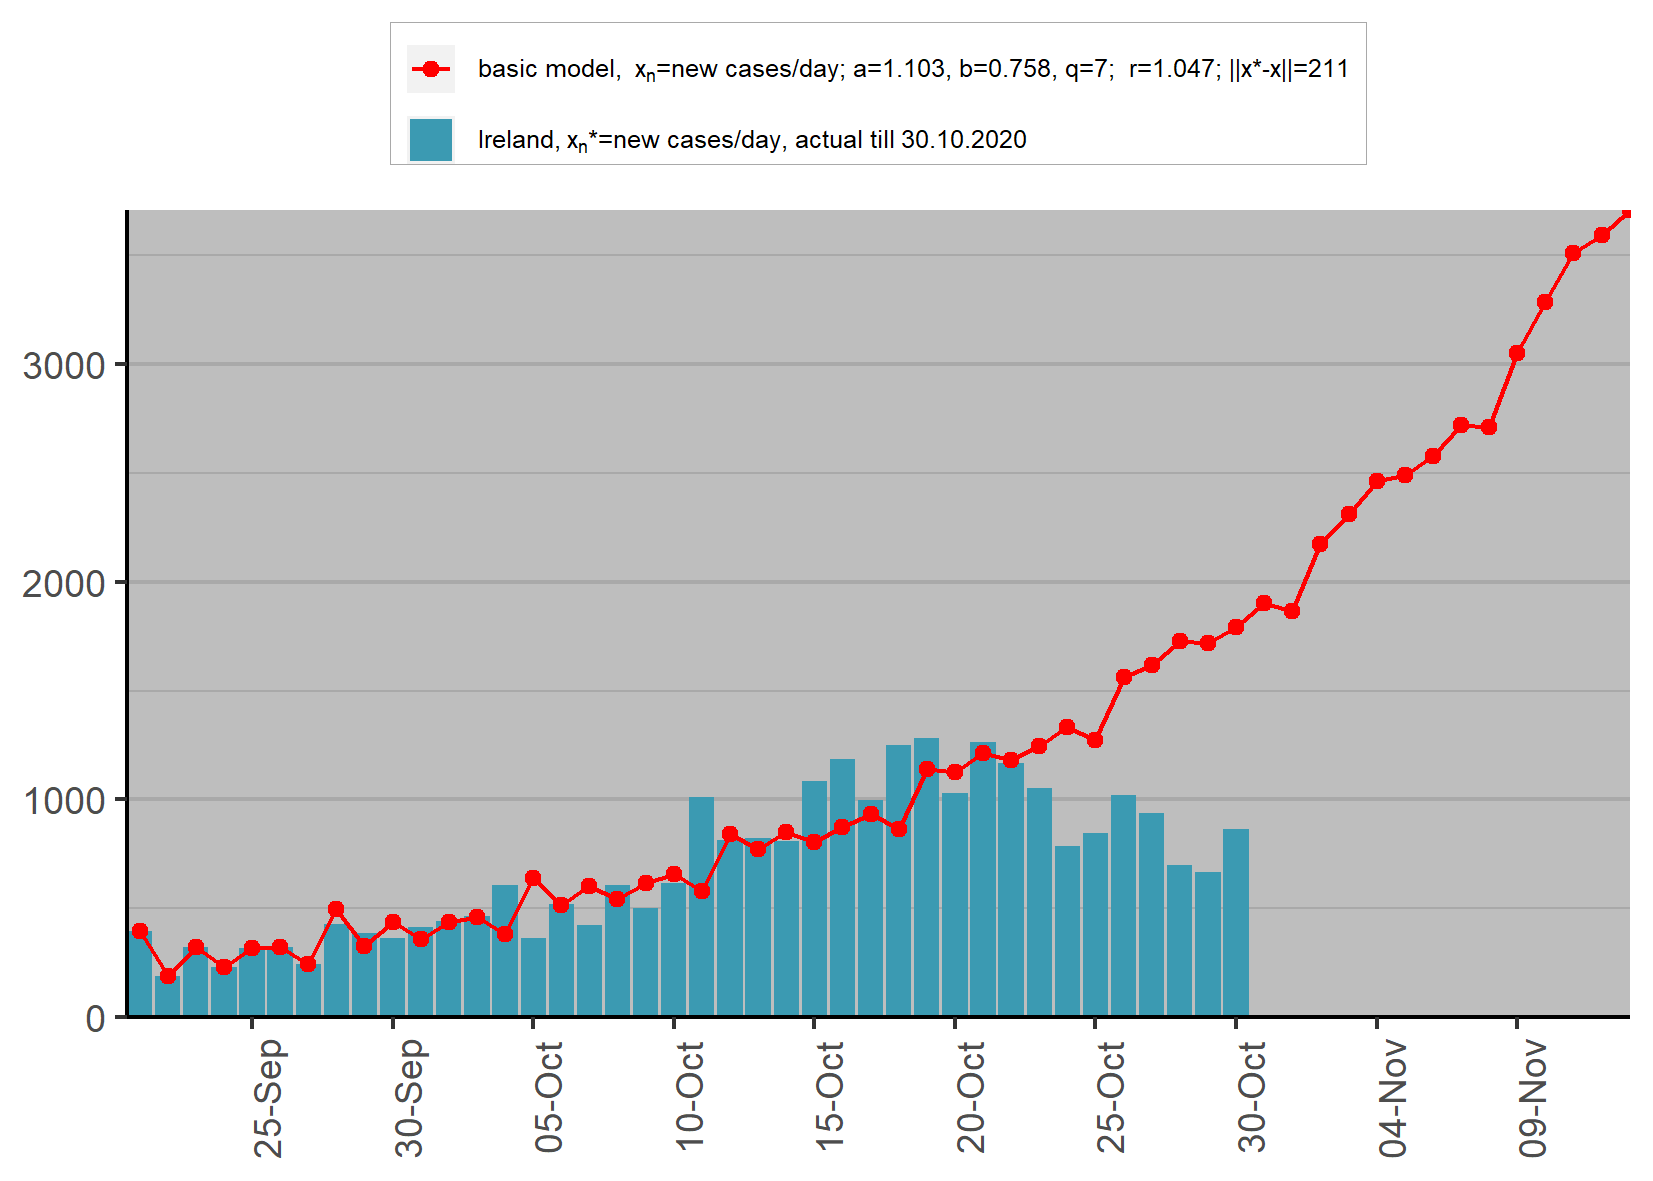 basic model, xn=new cases/day; a=1.103, b=0.758, q=7; r=1.047; ||x*-x||=211
Ireland, xn*=new cases/day, actual till 30.10.2020
3000
2000
1000
0
25-Sep
30-Sep
05-Oct
10-Oct
15-Oct
20-Oct
25-Oct
30-Oct
04-Nov
09-Nov